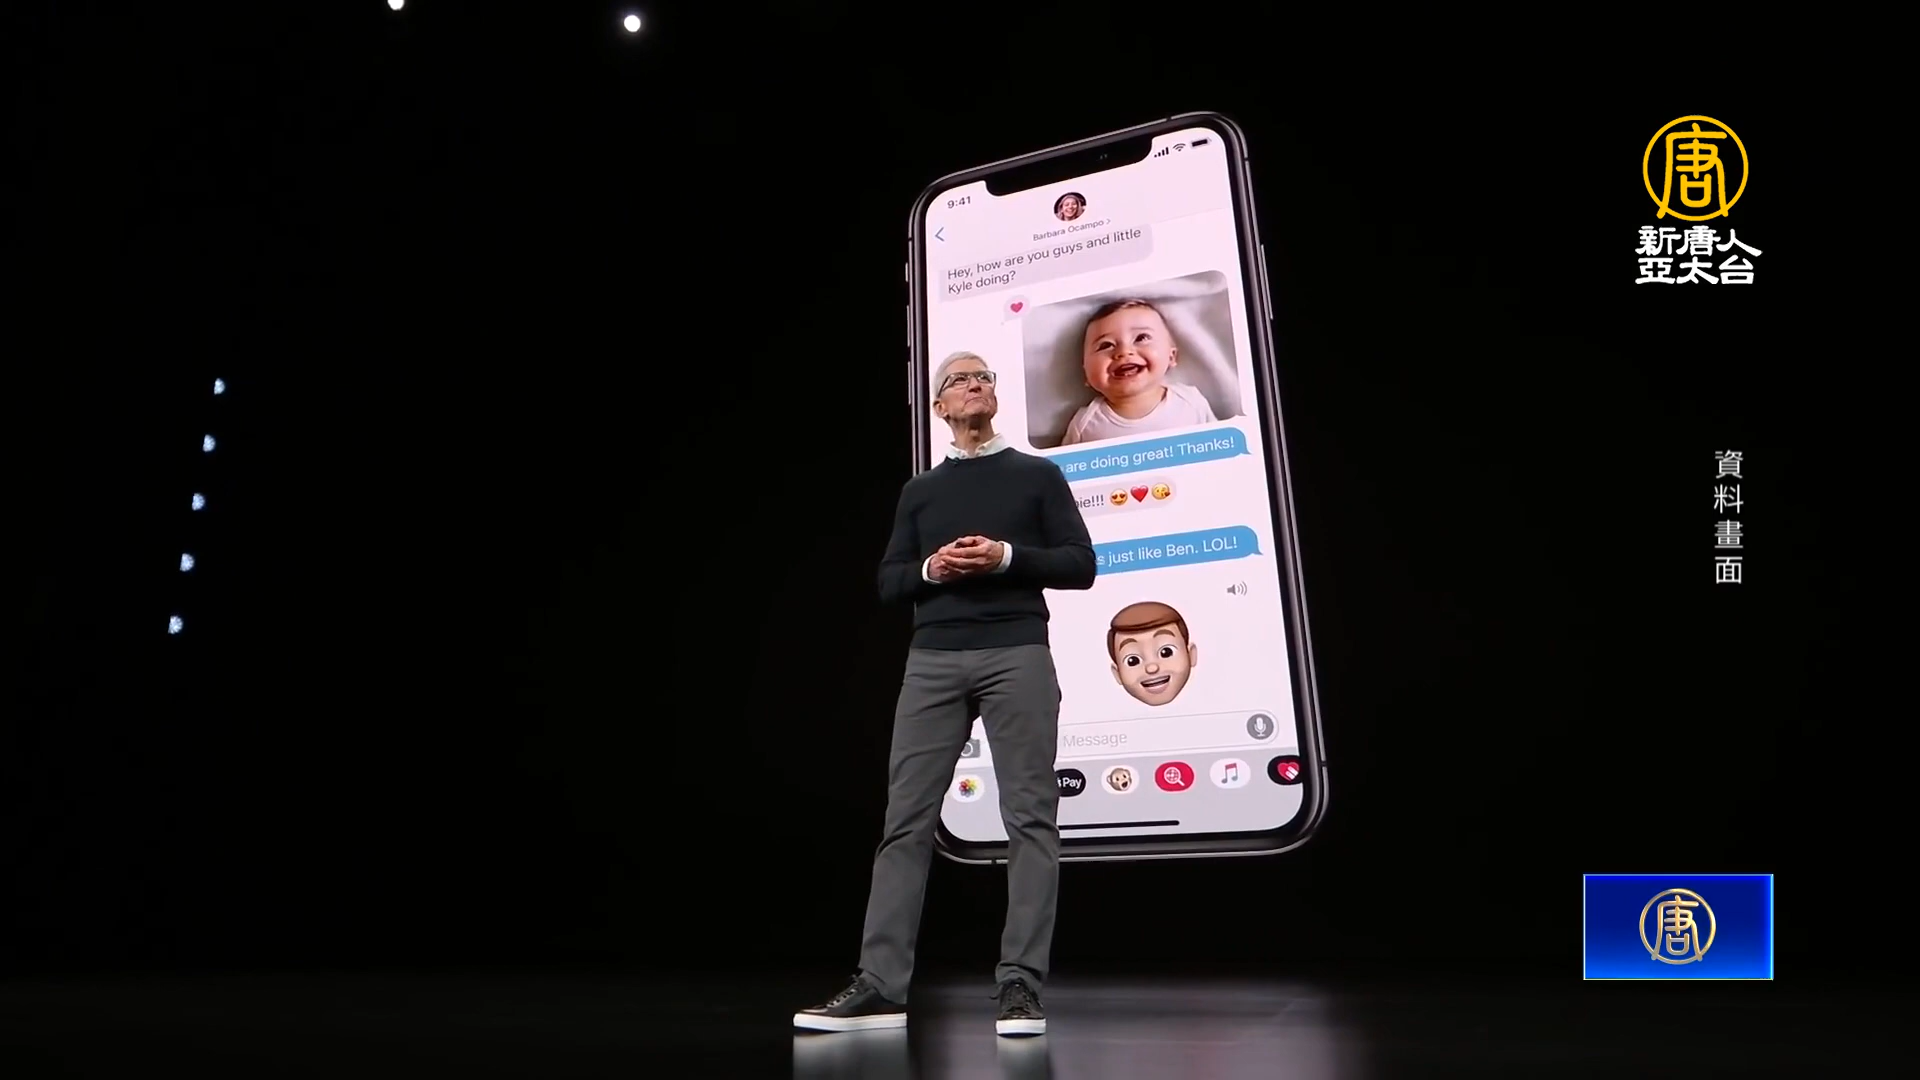 9:41
Barbara Ocampo >
Hey, how are you guys and little
Kyle doing?
are doing great! Thanks!
!!! 😍❤️😘
just like Ben. LOL!
Message
Pay
唐
新唐人
亞太台
資料畫面
唐